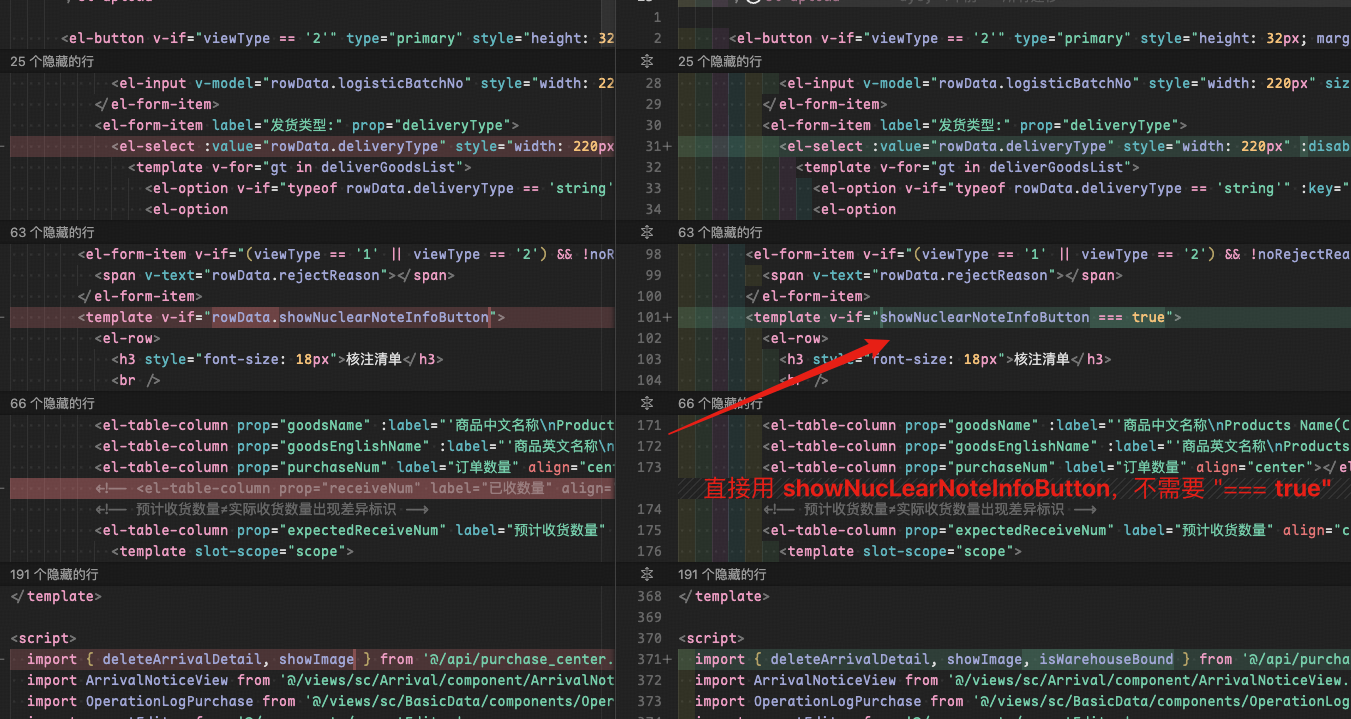 1
<el-button v-if="viewType == '2'" type="primary" style="height: 32
2 <el-button v-if="viewType == '2'" type="primary" style="height: 32px; marg
25 个隐藏的行
25 个隐藏的行
<el-input v-model="rowData.logisticBatchNo" style="width: 22
28 <el-input v-model="rowData.logisticBatchNo" style="width: 220px" siz
</el-form-item>
29 </el-form-item>
<el-form-item label="发货类型:" prop="deliveryType">
30 <el-form-item label="发货类型:" prop="deliveryType">
- <el-select :value="rowData.deliveryType" style="width: 220px
31+ <el-select :value="rowData.deliveryType" style="width: 220px" :disab
<template v-for="gt in deliverGoodsList">
32 <template v-for="gt in deliverGoodsList">
<el-option v-if="typeof rowData.deliveryType == 'string'
33 <el-option v-if="typeof rowData.deliveryType == 'string'" :key="
<el-option
34 <el-option
63 个隐藏的行
63 个隐藏的行
<el-form-item v-if="(viewType == '1' || viewType == '2') && !noR
98 <el-form-item v-if="(viewType == '1' || viewType == '2') && !noRejectRea
<span v-text="rowData.rejectReason"></span>
99 <span v-text="rowData.rejectReason"></span>
</el-form-item>
100 </el-form-item>
- <template v-if="rowData.showNuclearNoteInfoButton">
101+ <template v-if="showNuclearNoteInfoButton === true">
<el-row>
102 <el-row>
<h3 style="font-size: 18px">核注清单</h3>
103 <h3 style="font-size: 18px">核注清单</h3>
<br />
104 <br />
66 个隐藏的行
66 个隐藏的行
<el-table-column prop="goodsName" :label="'商品中文名称\nProduct
171 <el-table-column prop="goodsName" :label="'商品中文名称\nProducts Name(C
<el-table-column prop="goodsEnglishName" :label="'商品英文名称\n
172 <el-table-column prop="goodsEnglishName" :label="'商品英文名称\nProducts
<el-table-column prop="purchaseNum" label="订单数量" align="cent
173 <el-table-column prop="purchaseNum" label="订单数量" align="center"></el
- <!-- <el-table-column prop="receiveNum" label="已收数量" align=
直接用 showNucLearNoteInfoButton，不需要 "=== true"
<!-- 预计收货数量≠实际收货数量出现差异标识 -->
174 <!-- 预计收货数量≠实际收货数量出现差异标识 -->
<el-table-column prop="expectedReceiveNum" label="预计收货数量"
175 <el-table-column prop="expectedReceiveNum" label="预计收货数量" align="c
<template slot-scope="scope">
176 <template slot-scope="scope">
191 个隐藏的行
191 个隐藏的行
</template>
368 </template>
369
<script>
370 <script>
- import { deleteArrivalDetail, showImage } from '@/api/purchase_center.
371+ import { deleteArrivalDetail, showImage, isWarehouseBound } from '@/api/purcha
import ArrivalNoticeView from '@/views/sc/Arrival/component/ArrivalNot
372 import ArrivalNoticeView from '@/views/sc/Arrival/component/ArrivalNoticeView.
import OperationLogPurchase from '@/views/sc/BasicData/components/Oper
373 import OperationLogPurchase from '@/views/sc/BasicData/components/OperationLog